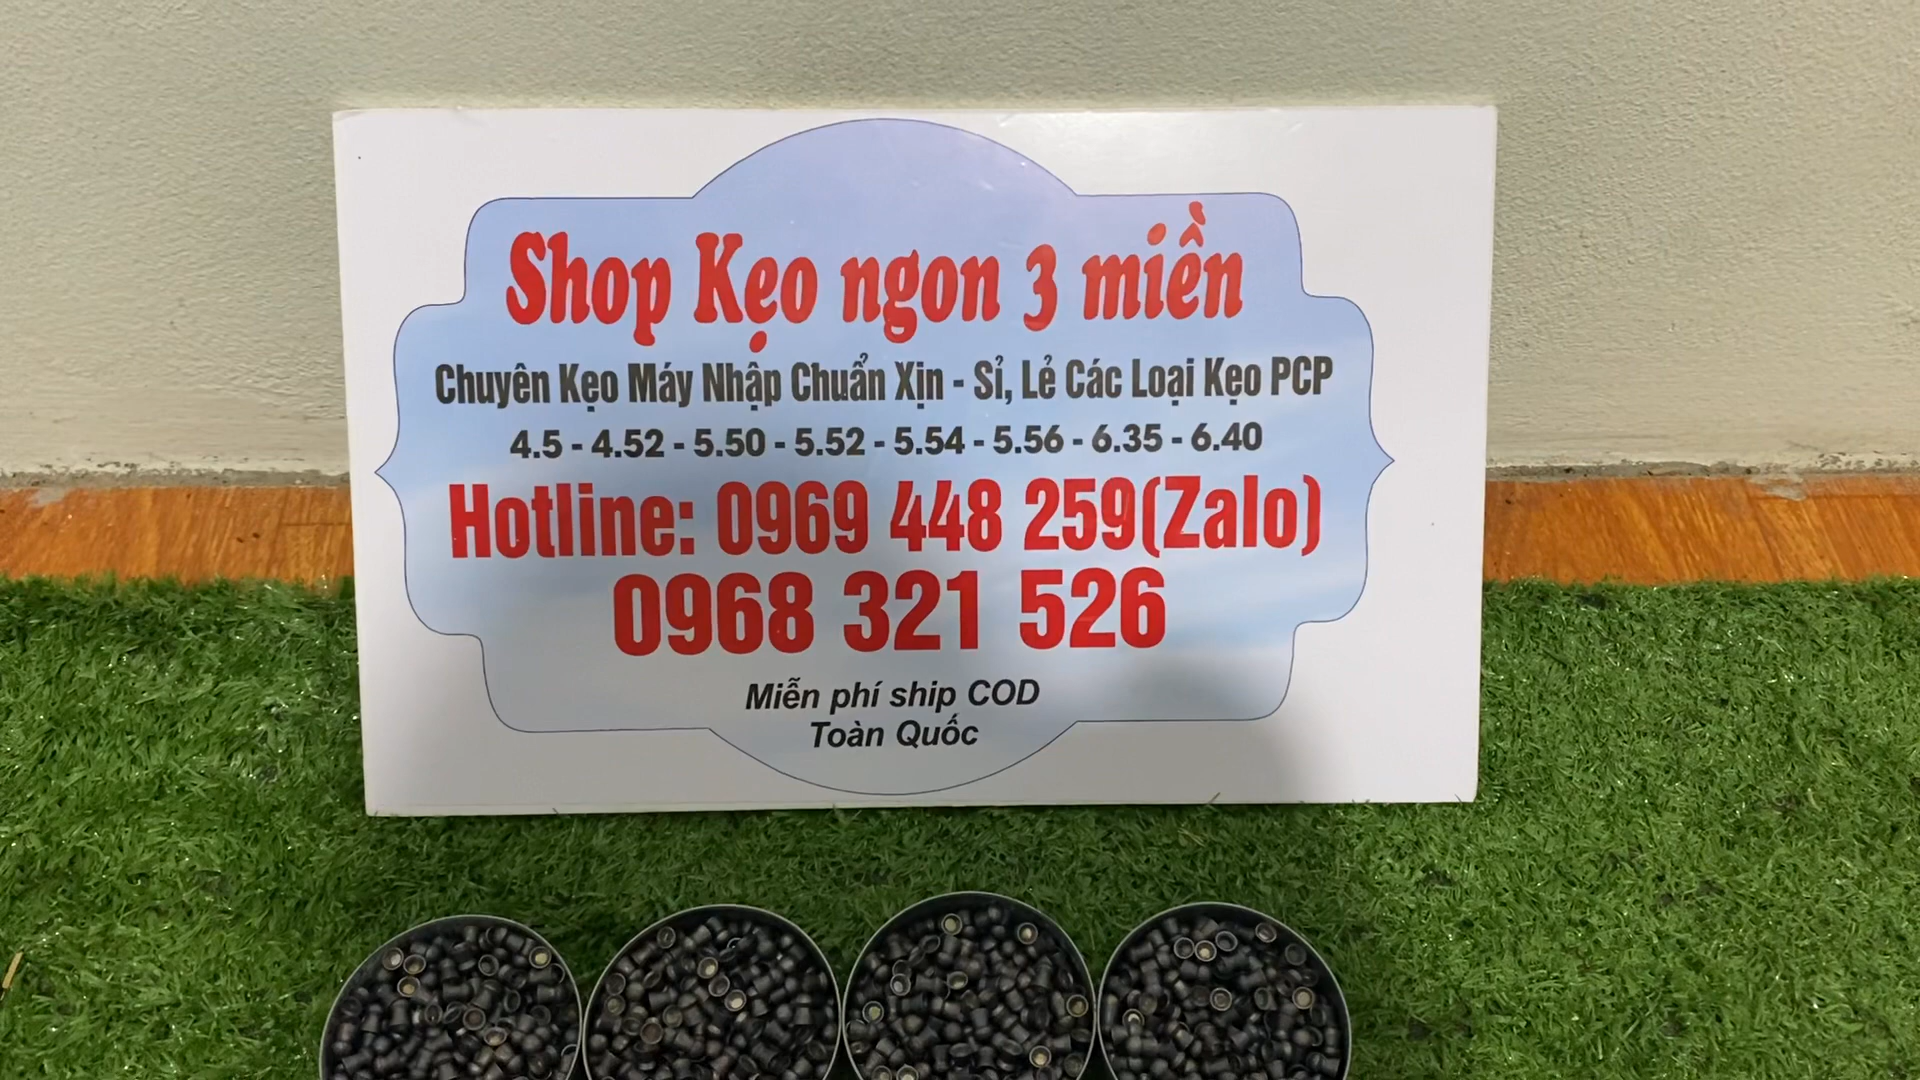 Shop Kẹo ngon 3 miền
Chuyên Kẹo Máy Nhập Chuẩn Xịn - Sỉ, Lẻ Các Loại Kẹo PCP
4.5 - 4.52 - 5.50 - 5.52 - 5.54 - 5.56 - 6.35 - 6.40
Hotline: 0969 448 259(Zalo)
0968 321 526
Miễn phí ship COD
Toàn Quốc